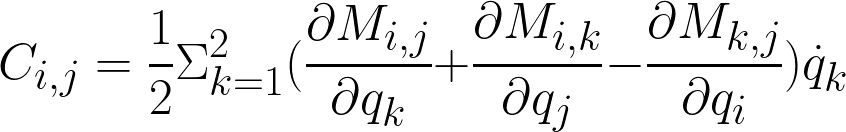 C_{i,j} = \frac{1}{2} \Sigma_{k=1}^{2} ( \frac{\partial M_{i,j}}{\partial q_k} + \frac{\partial M_{i,k}}{\partial q_j} - \frac{\partial M_{k,j}}{\partial q_i} ) \dot{q}_k